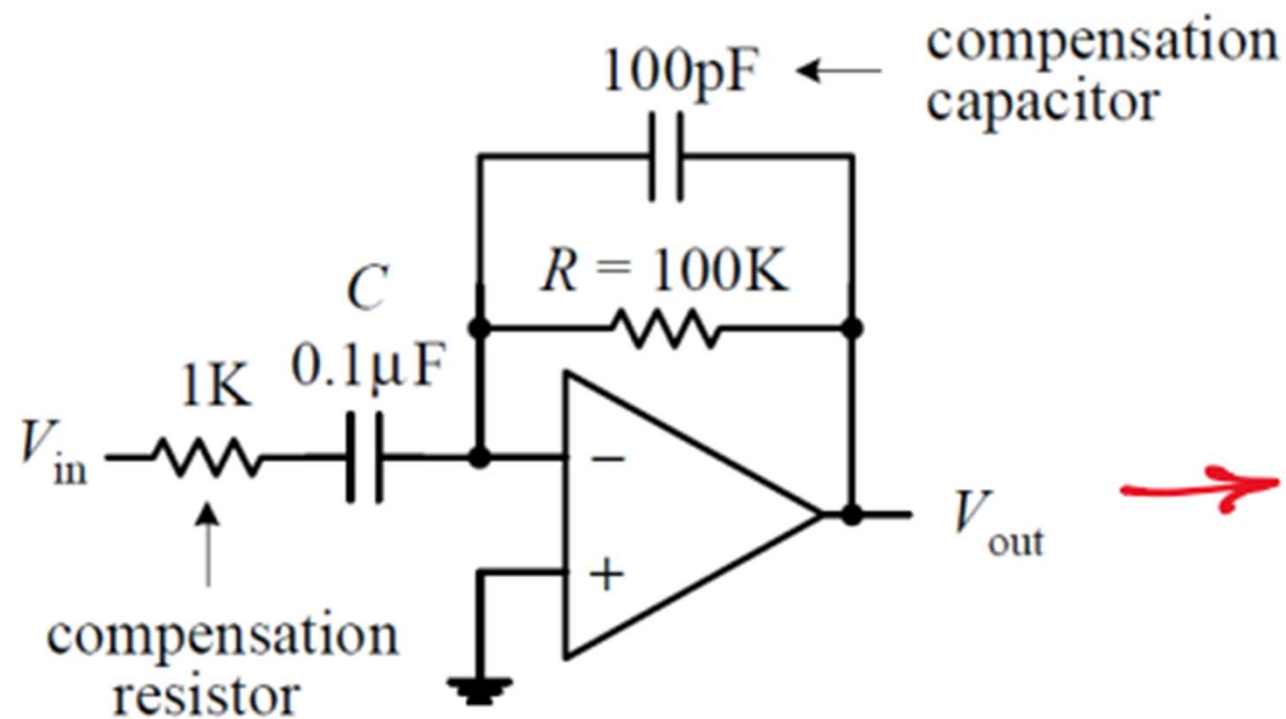 compensation
capacitor
100pF
R = 100K
C
0.1μF
1K
Vin
−
+
Vout
compensation
resistor